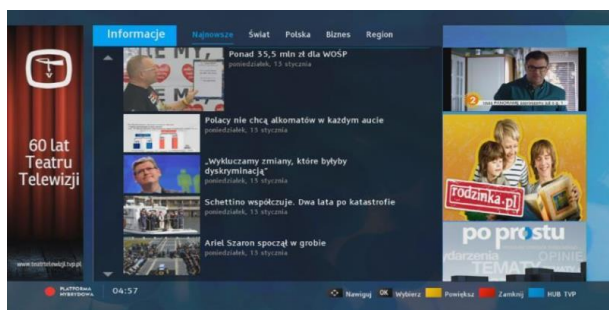 Informacje
Najnowsze Świat Polska Biznes Region
Ponad 35,5 mln zł dla WOŚP
poniedziałek, 13 stycznia
Polacy nie chcą alkomatów w każdym aucie
poniedziałek, 13 stycznia
„Wykluczamy zmiany, które byłyby
dyskryminacją”
poniedziałek, 13 stycznia
Schettino współczuje. Dwa lata po katastrofie
poniedziałek, 13 stycznia
Ariel Szaron spoczął w grobie
poniedziałek, 13 stycznia
60 lat
Teatru
Telewizji
www.teatrtelewizji.tvp.pl
2
rodzinka.pl
po prostu
ydarzenia OPINIE
TEMATY
PLATFORMA
HYBRYDOWA
04:57
Nawiguj OK Wybierz Powiększ Zamknij HUB TVP